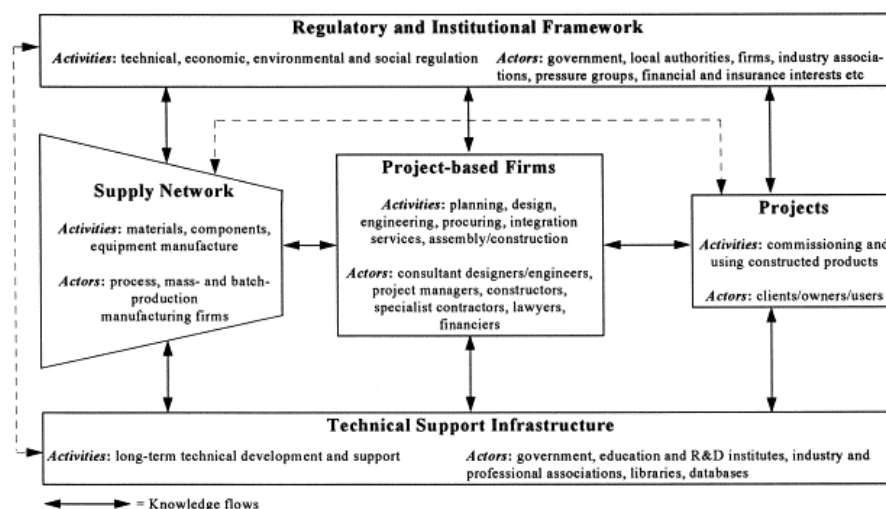 Regulatory and Institutional Framework
Activities: technical, economic, environmental and social regulation
Actors: government, local authorities, firms, industry associa-
tions, pressure groups, financial and insurance interests etc
Supply Network
Activities: materials, components,
equipment manufacture
Actors: process, mass- and batch-
production
manufacturing firms
Project-based Firms
Activities: planning, design,
engineering, procuring, integration
services, assembly/construction
Actors: consultant designers/engineers,
project managers, constructors,
specialist contractors, lawyers,
financiers
Projects
Activities: commissioning and
using constructed products
Actors: clients/owners/users
Technical Support Infrastructure
Activities: long-term technical development and support
Actors: government, education and R&D institutes, industry and
professional associations, libraries, databases
= Knowledge flows